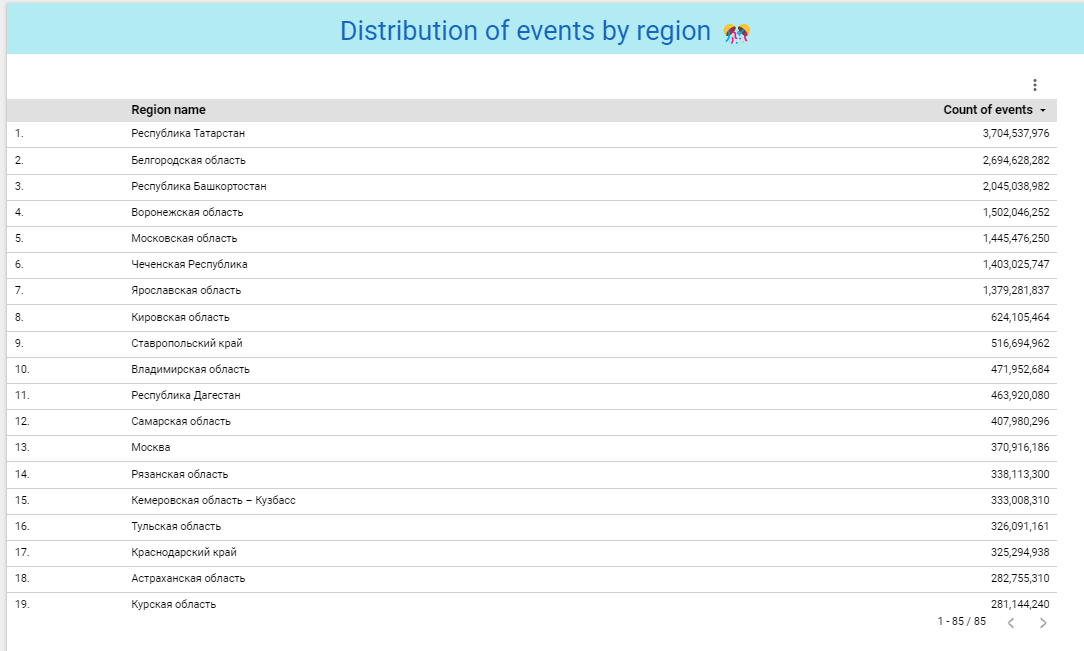 Distribution of events by region
Region name Count of events
1. Республика Татарстан 3,704,537,976
2. Белгородская область 2,694,628,282
3. Республика Башкортостан 2,045,038,982
4. Воронежская область 1,502,046,252
5. Московская область 1,445,476,250
6. Чеченская Республика 1,403,025,747
7. Ярославская область 1,379,281,837
8. Кировская область 624,105,464
9. Ставропольский край 516,694,962
10. Владимирская область 471,952,684
11. Республика Дагестан 463,920,080
12. Самарская область 407,980,296
13. Москва 370,916,186
14. Рязанская область 338,113,300
15. Кемеровская область – Кузбасс 333,008,310
16. Тульская область 326,091,161
17. Краснодарский край 325,294,938
18. Астраханская область 282,755,310
19. Курская область 281,144,240
1 - 85 / 85